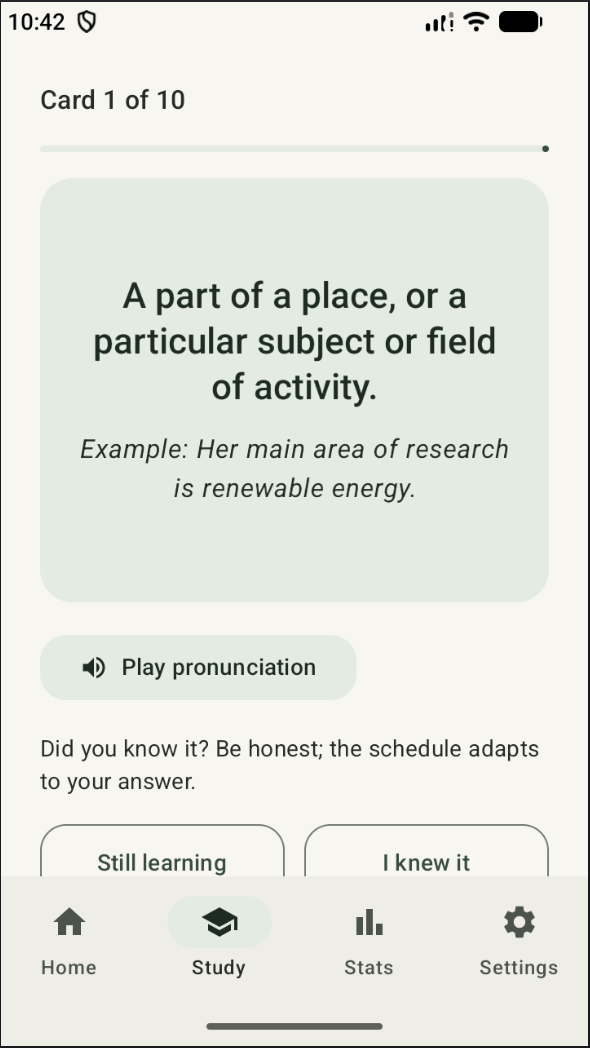 10:42
Card 1 of 10
A part of a place, or a
particular subject or field
of activity.
Example: Her main area of research
is renewable energy.
Play pronunciation
Did you know it? Be honest; the schedule adapts
to your answer.
Still learning
I knew it
Home
Study
Stats
Settings